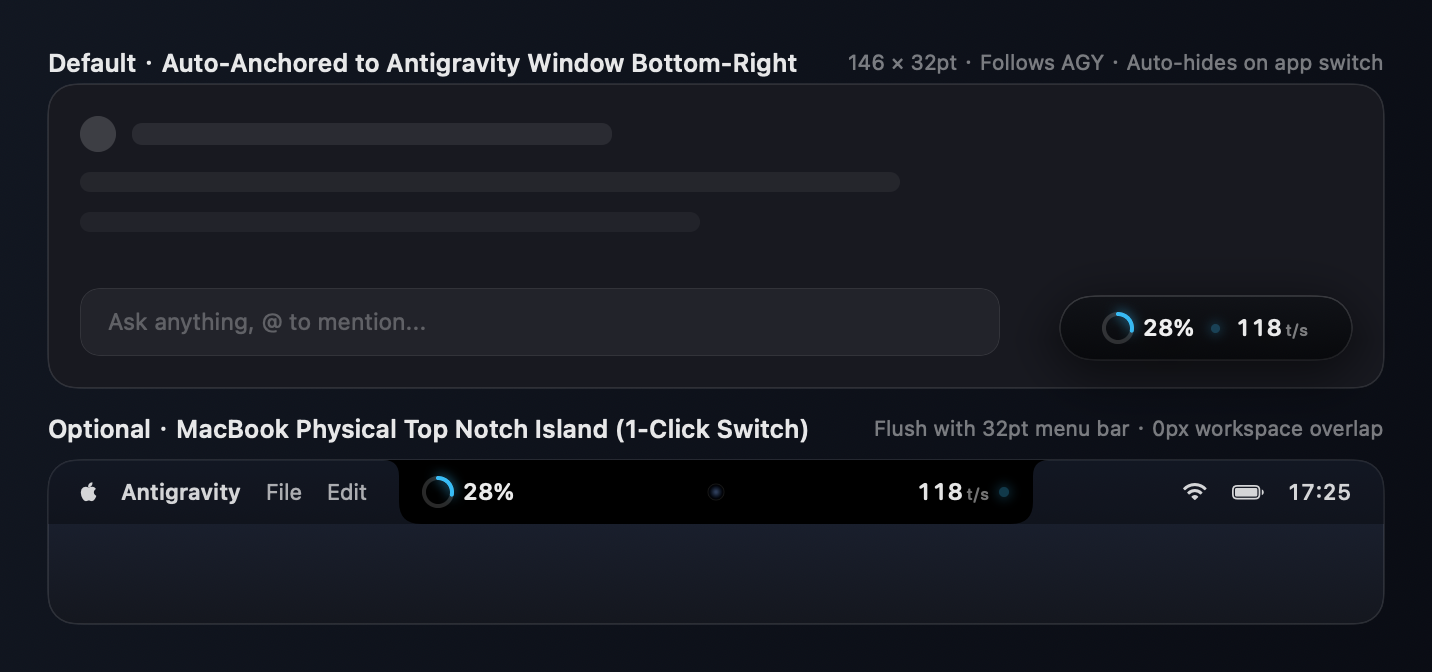 Default · Auto-Anchored to Antigravity Window Bottom-Right
146 × 32pt · Follows AGY · Auto-hides on app switch
Ask anything, @ to mention...
28% 118 t/s
Optional · MacBook Physical Top Notch Island (1-Click Switch)
Flush with 32pt menu bar · 0px workspace overlap
Antigravity File Edit 28% 118 t/s 17:25